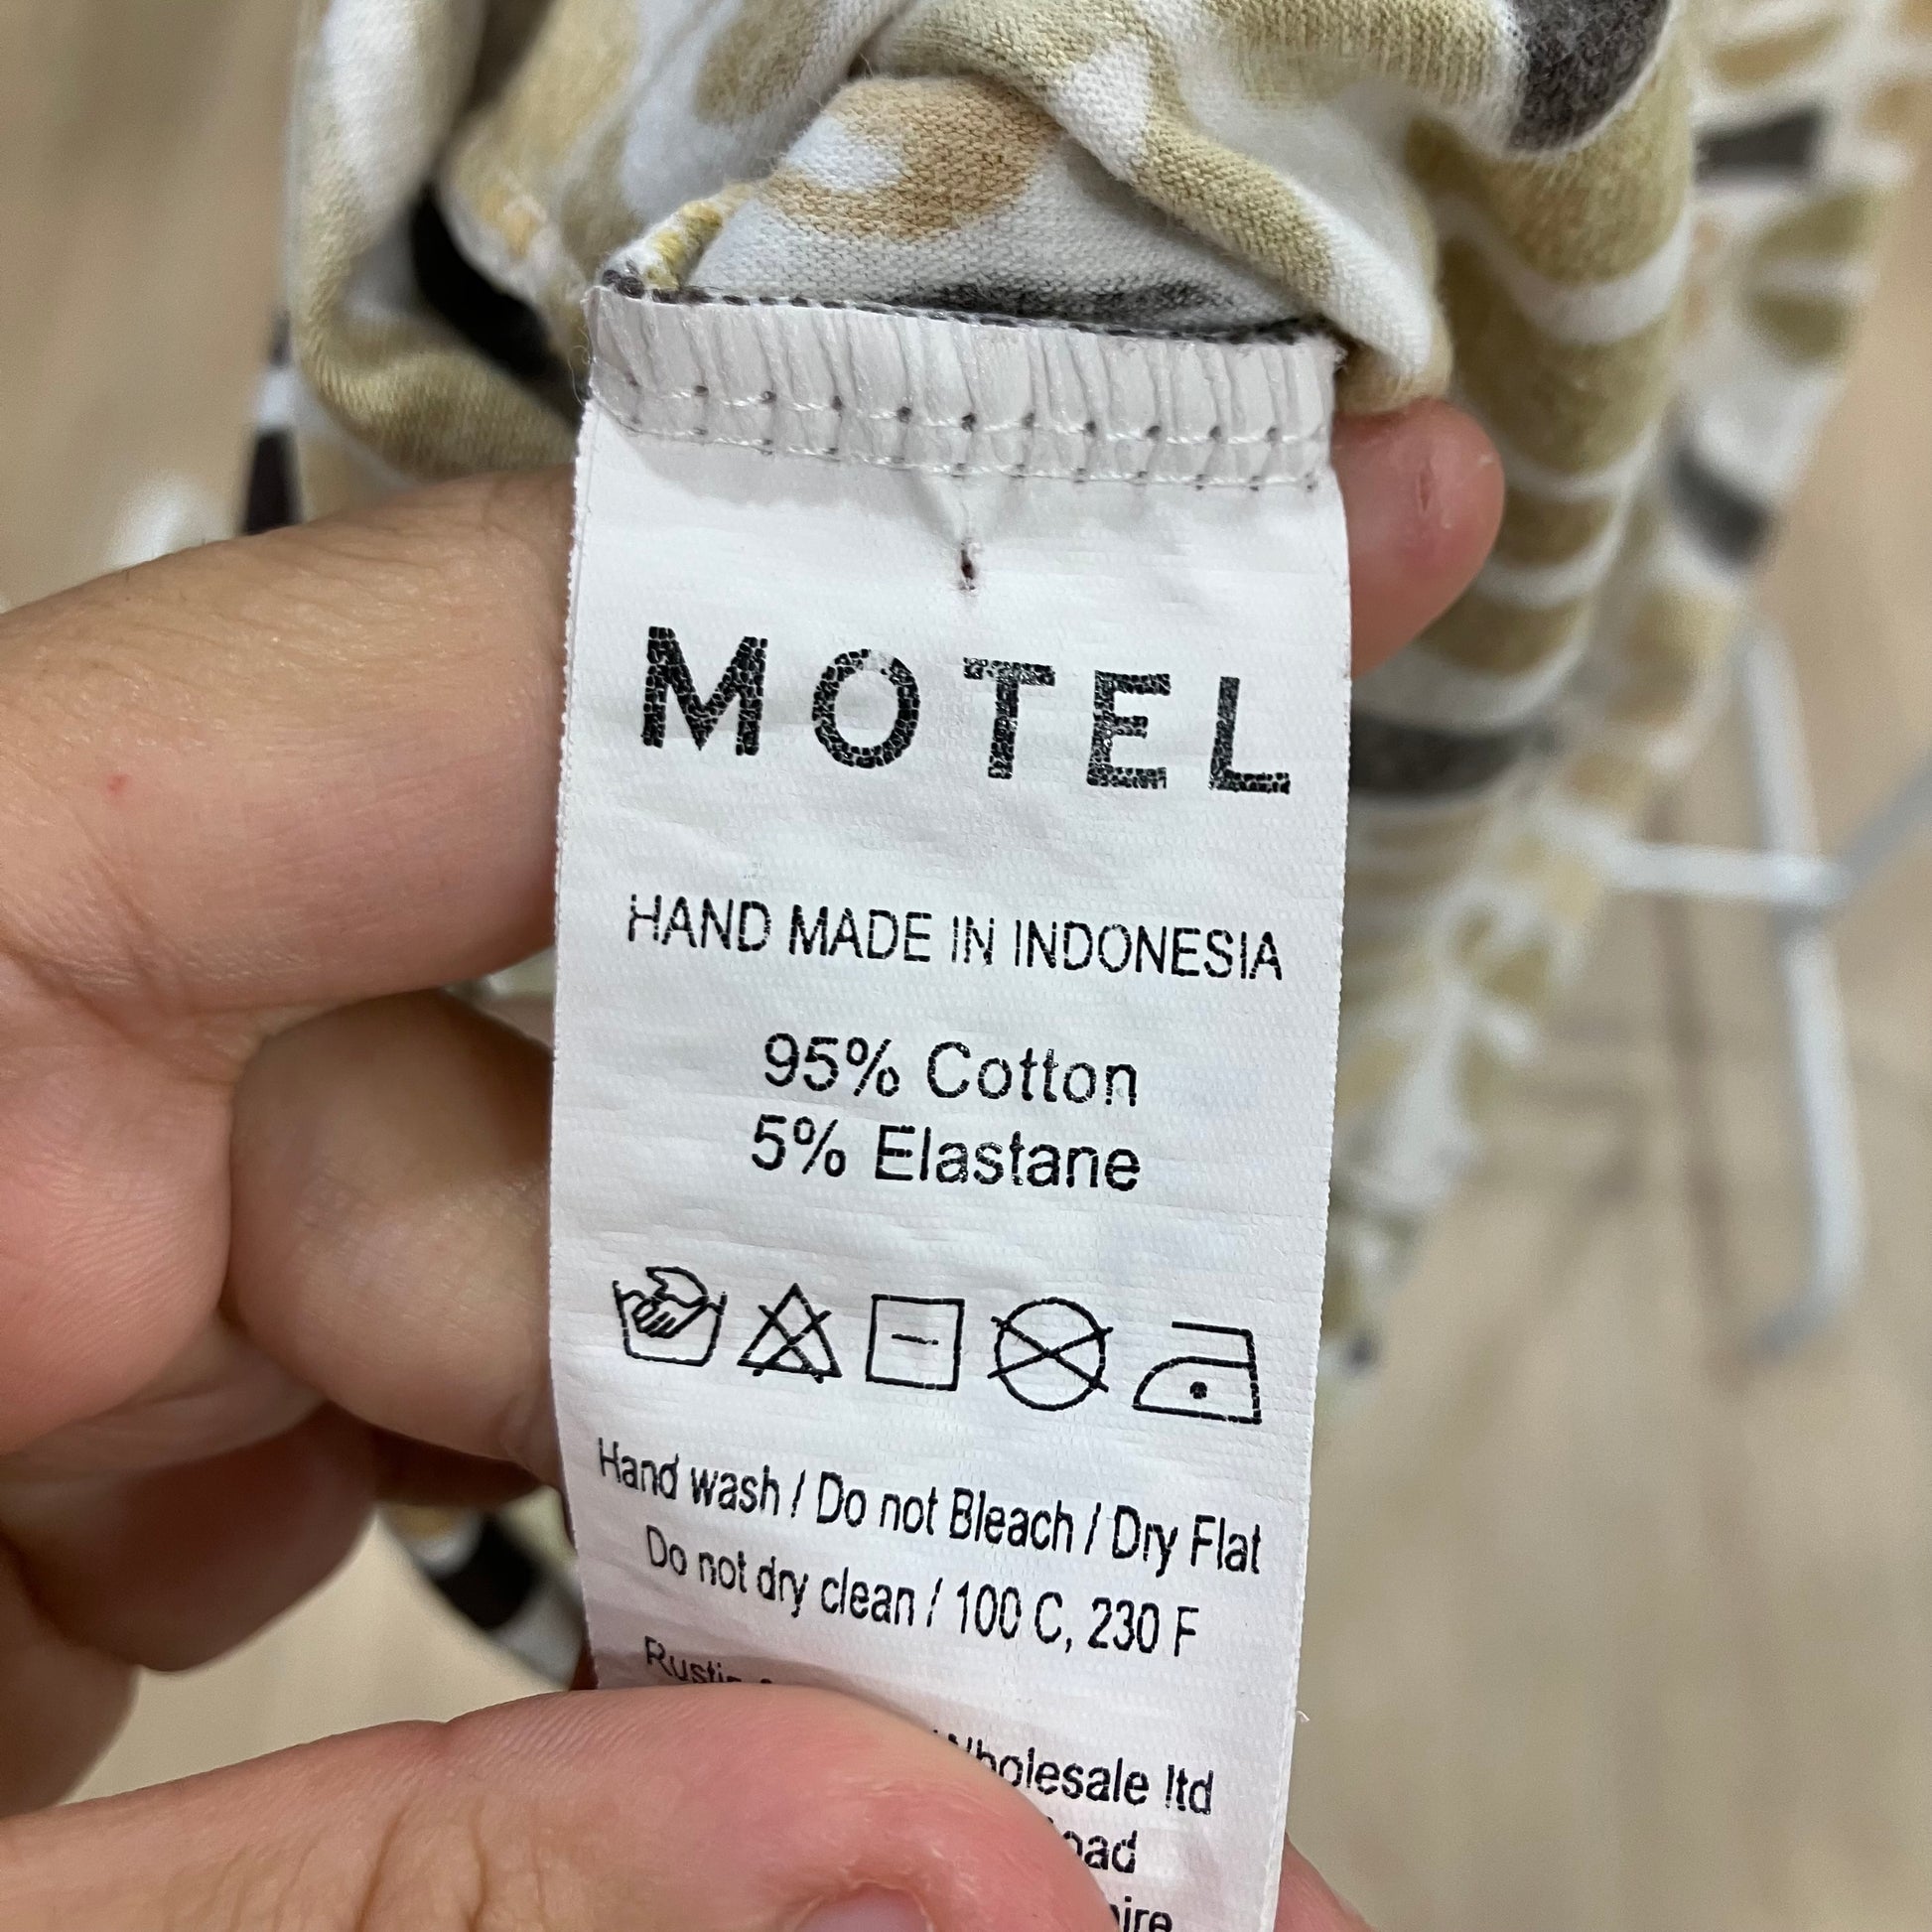 MOTEL
HAND MADE IN INDONESIA
95% Cotton
5% Elastane
Hand wash / Do not Bleach / Dry Flat
Do not dry clean / 100 C, 230 F
Wholesale ltd